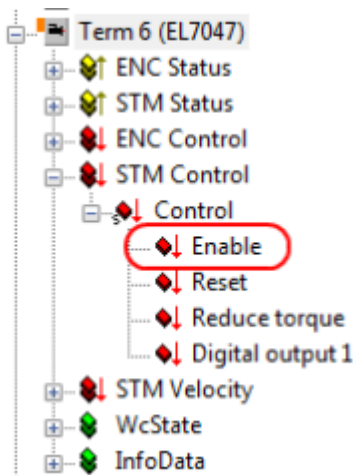 Term 6 (EL7047)
ENC Status
STM Status
ENC Control
STM Control
Control
Enable
Reset
Reduce torque
Digital output 1
STM Velocity
WcState
InfoData